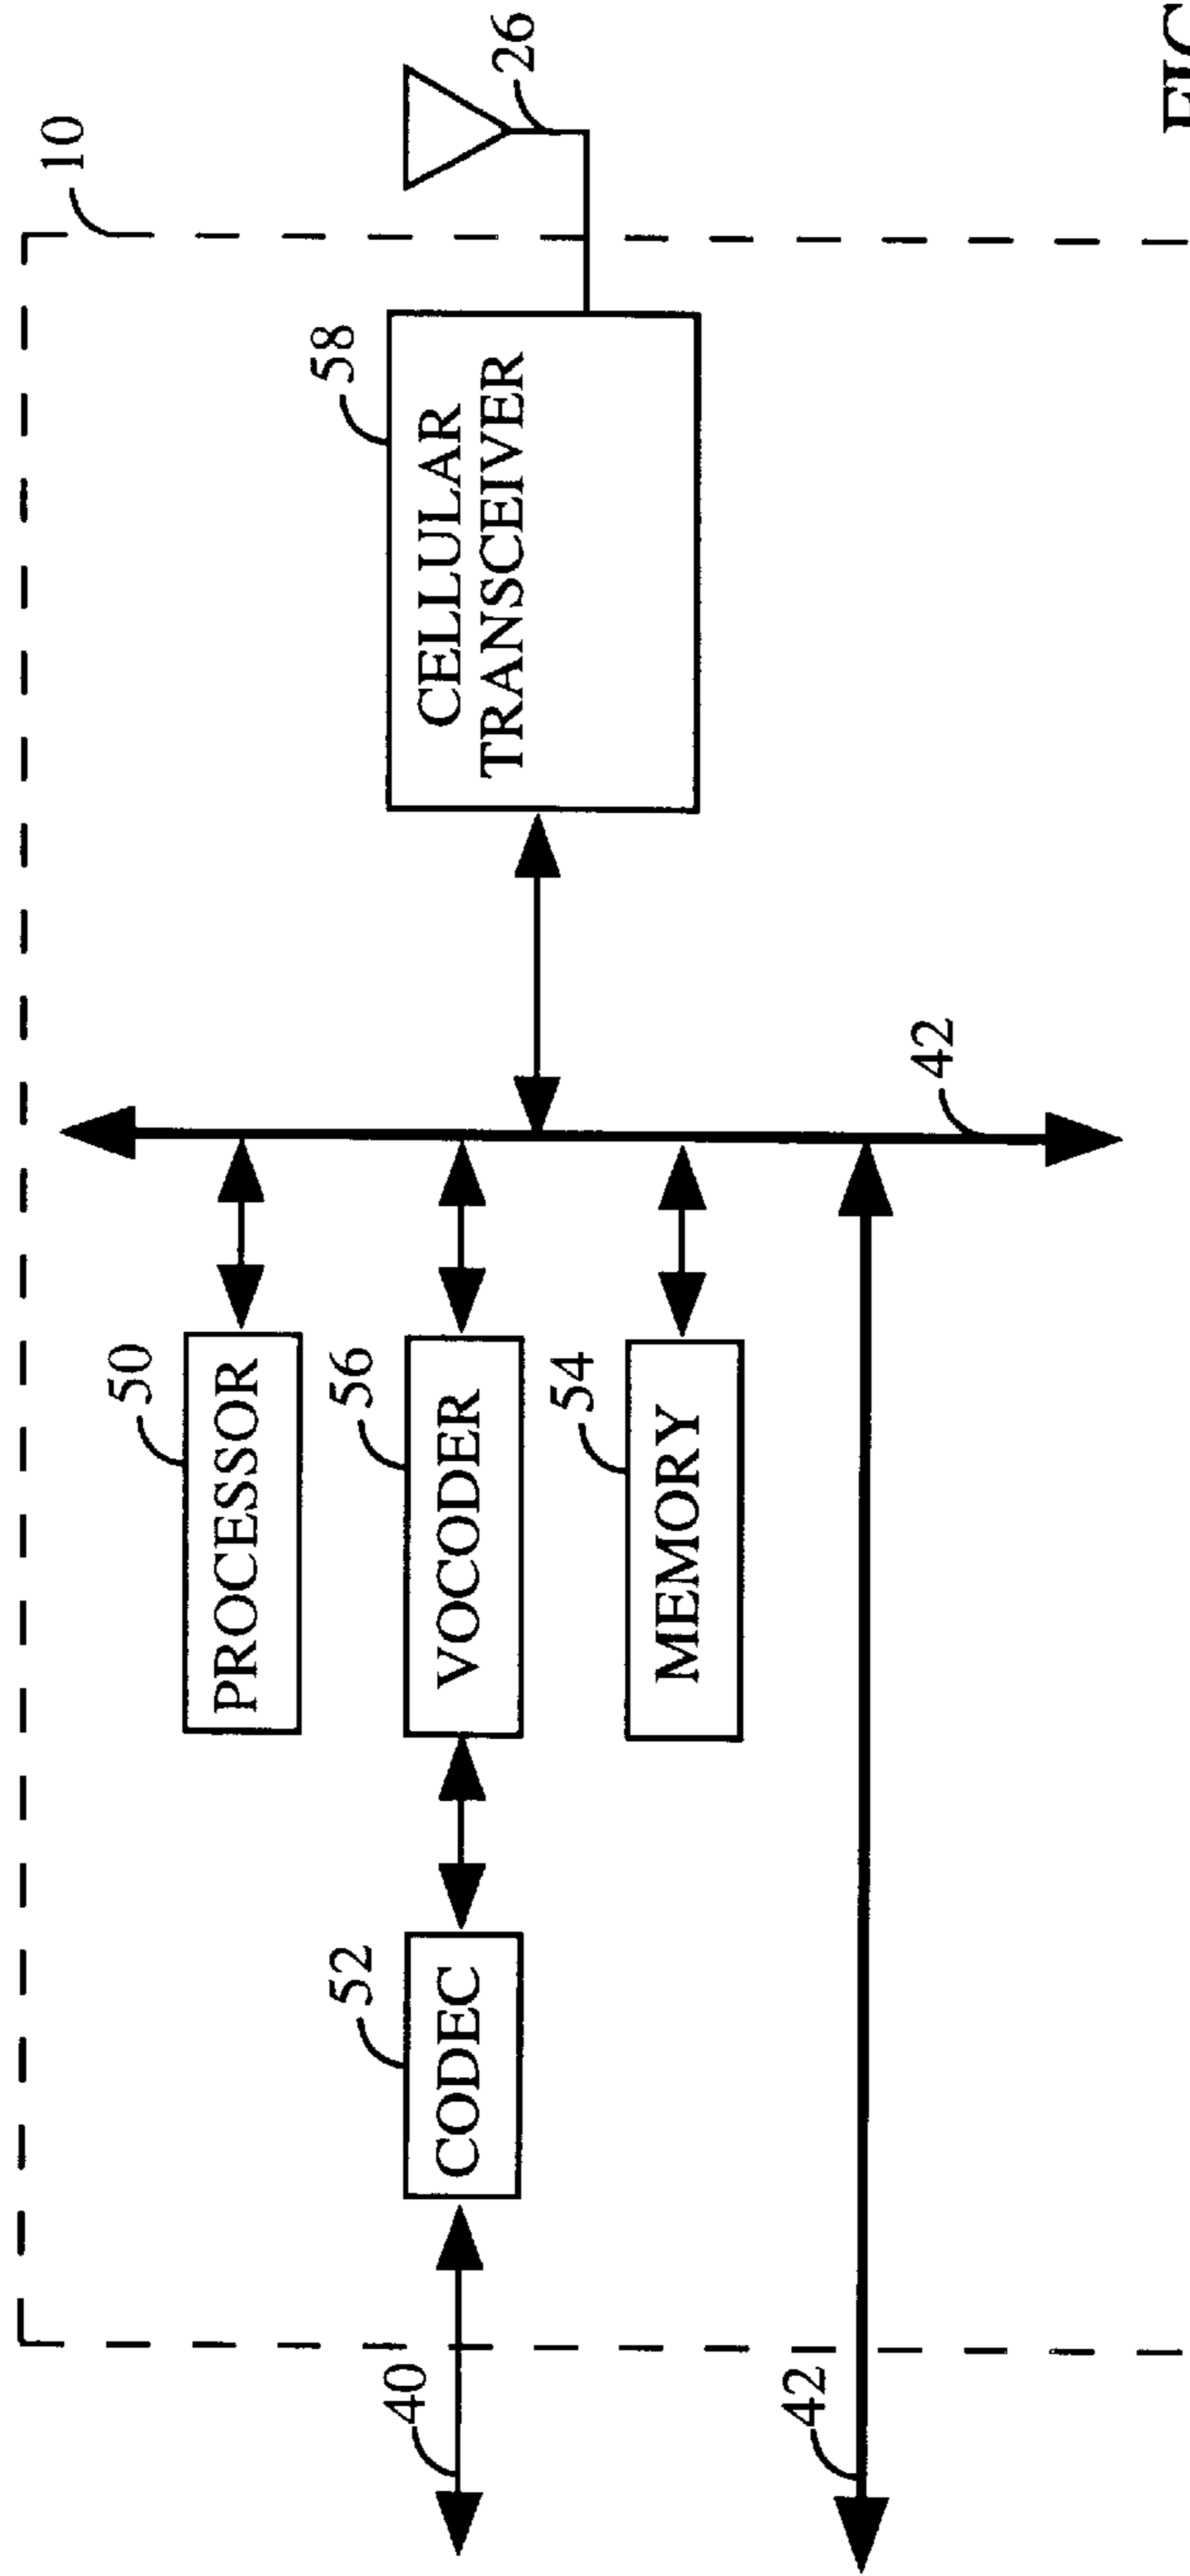 10
26
58
CELLULAR
TRANSCEIVER
50
PROCESSOR
56
VOCODER
54
MEMORY
52
CODEC
42
40
42